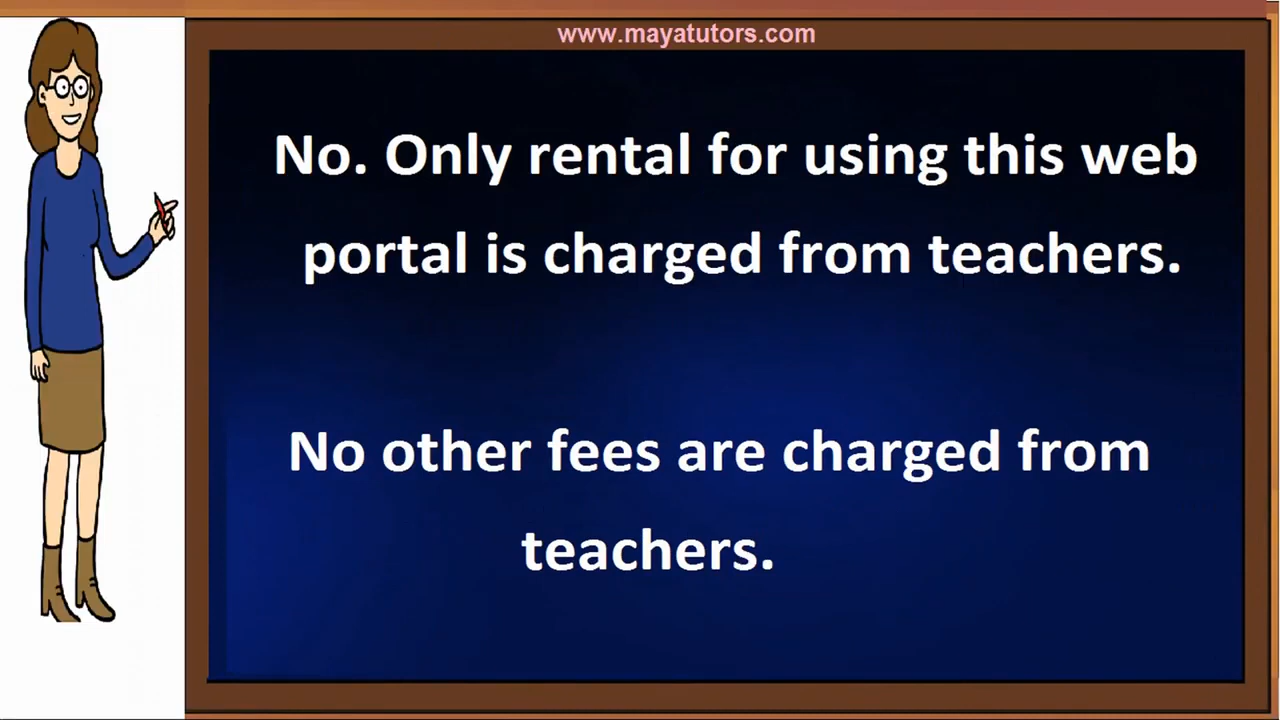 www.mayatutors.com
No. Only rental for using this web
portal is charged from teachers.
No other fees are charged from
teachers.